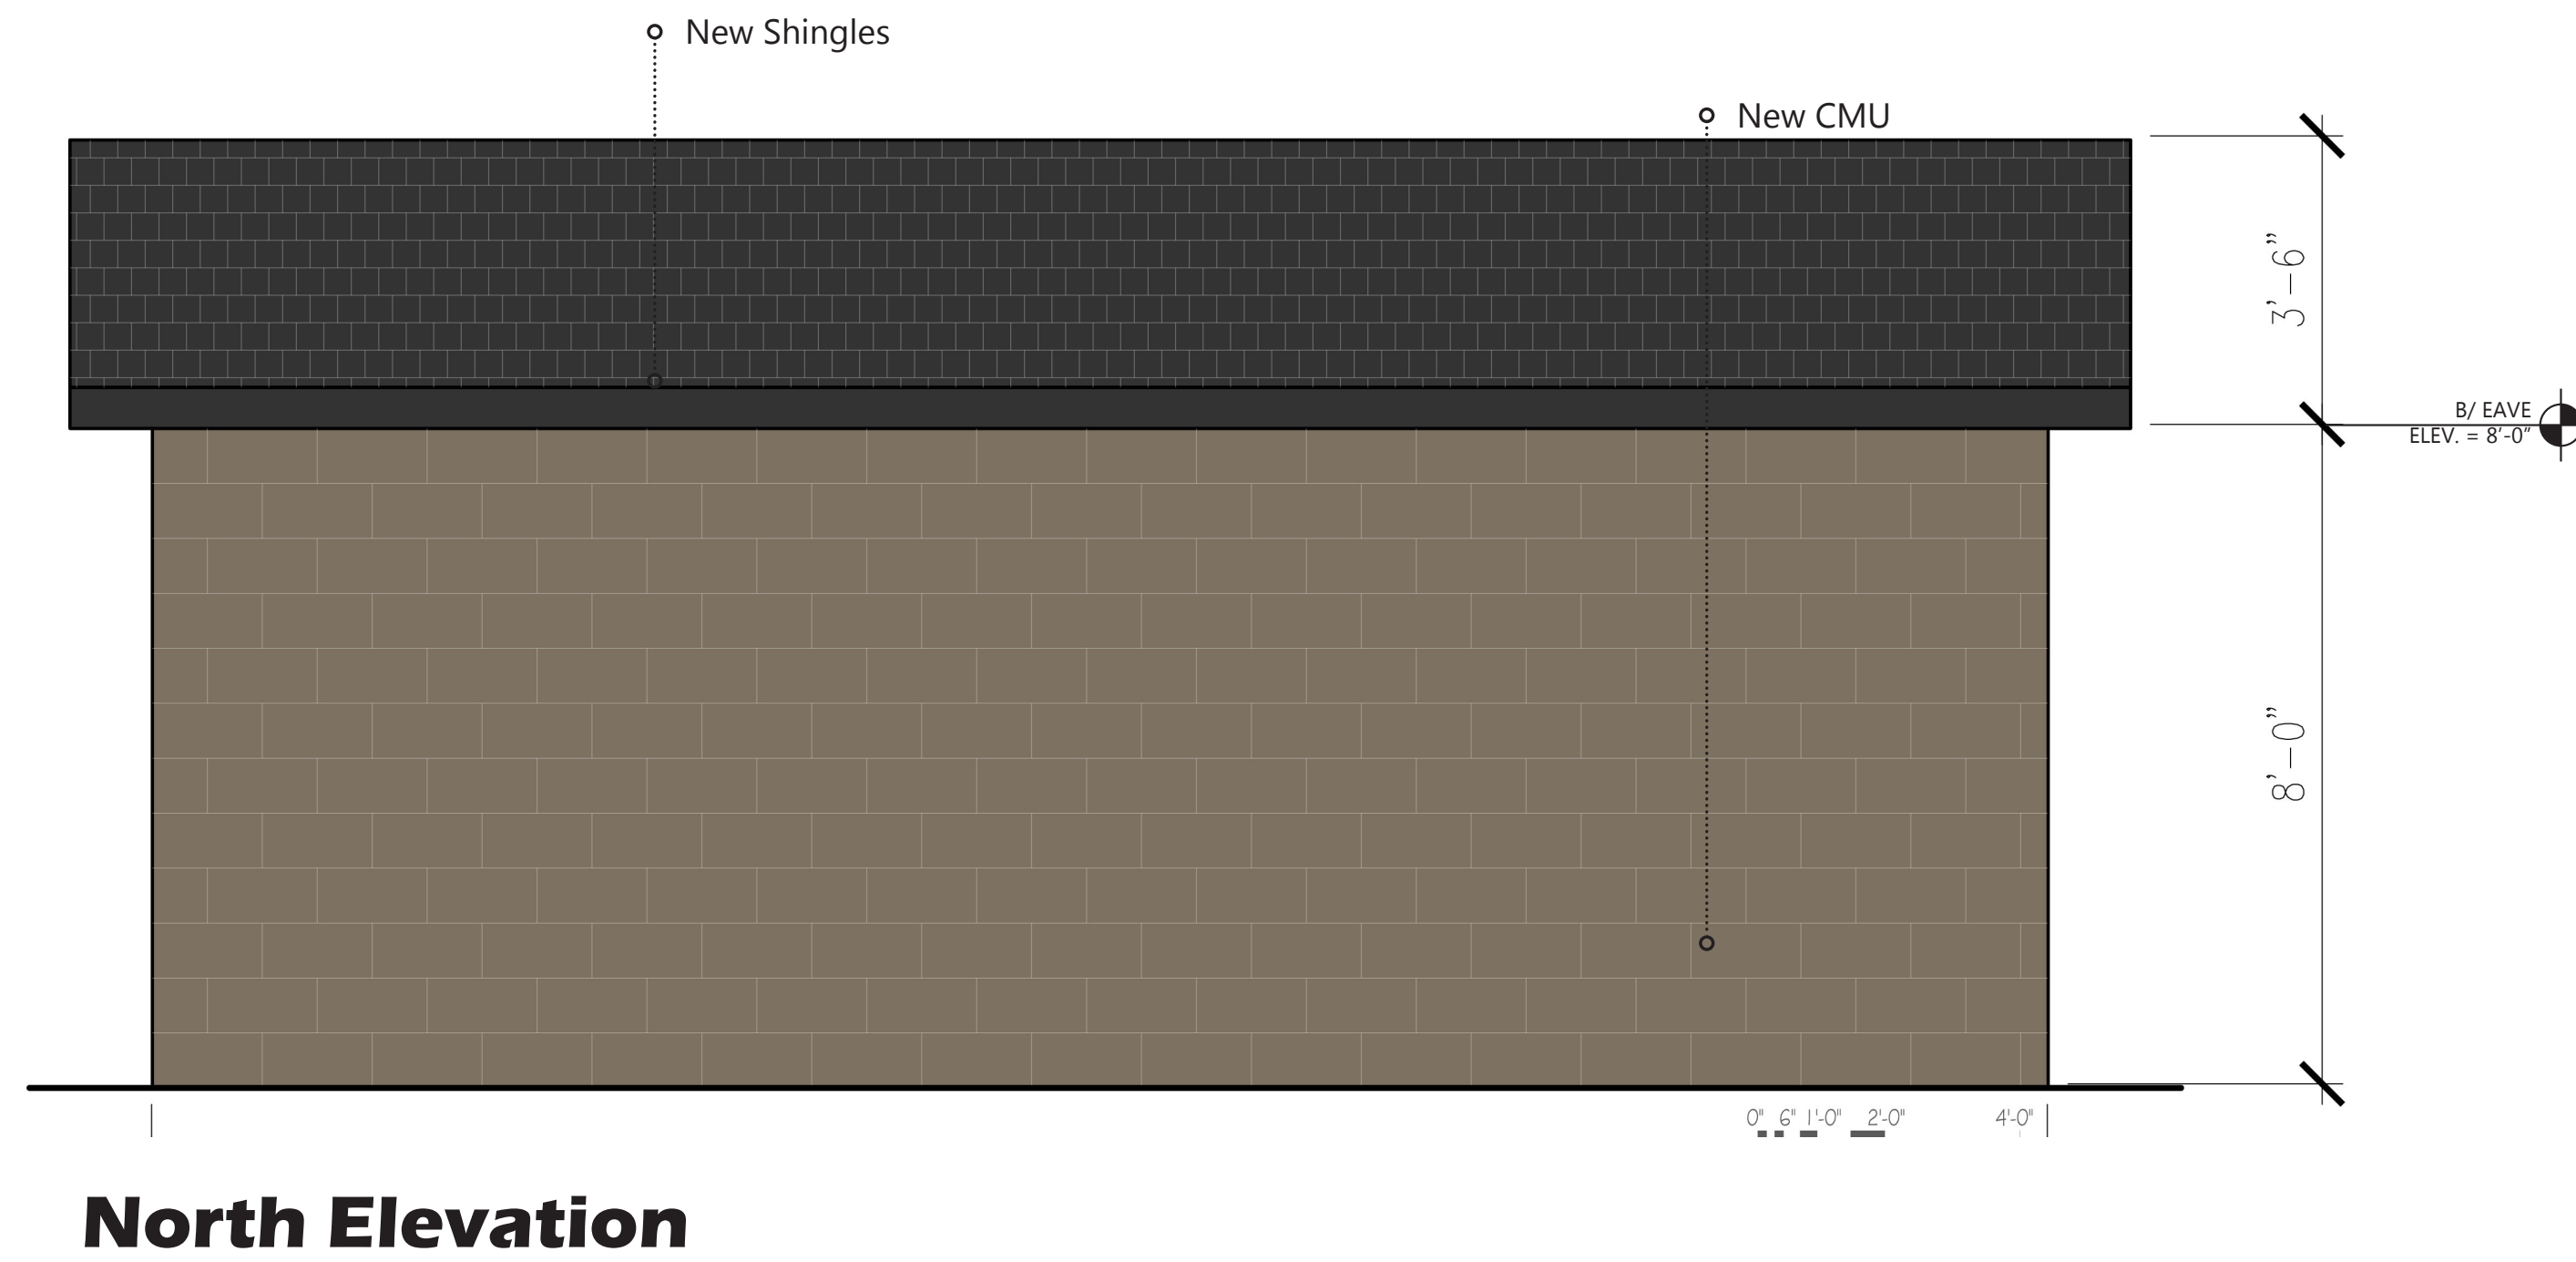 New Shingles
New CMU
3'-6"
B/ EAVE
ELEV. = 8'-0"
8'-0"
0" 6" 1'-0" 2'-0" 4'-0"
North Elevation